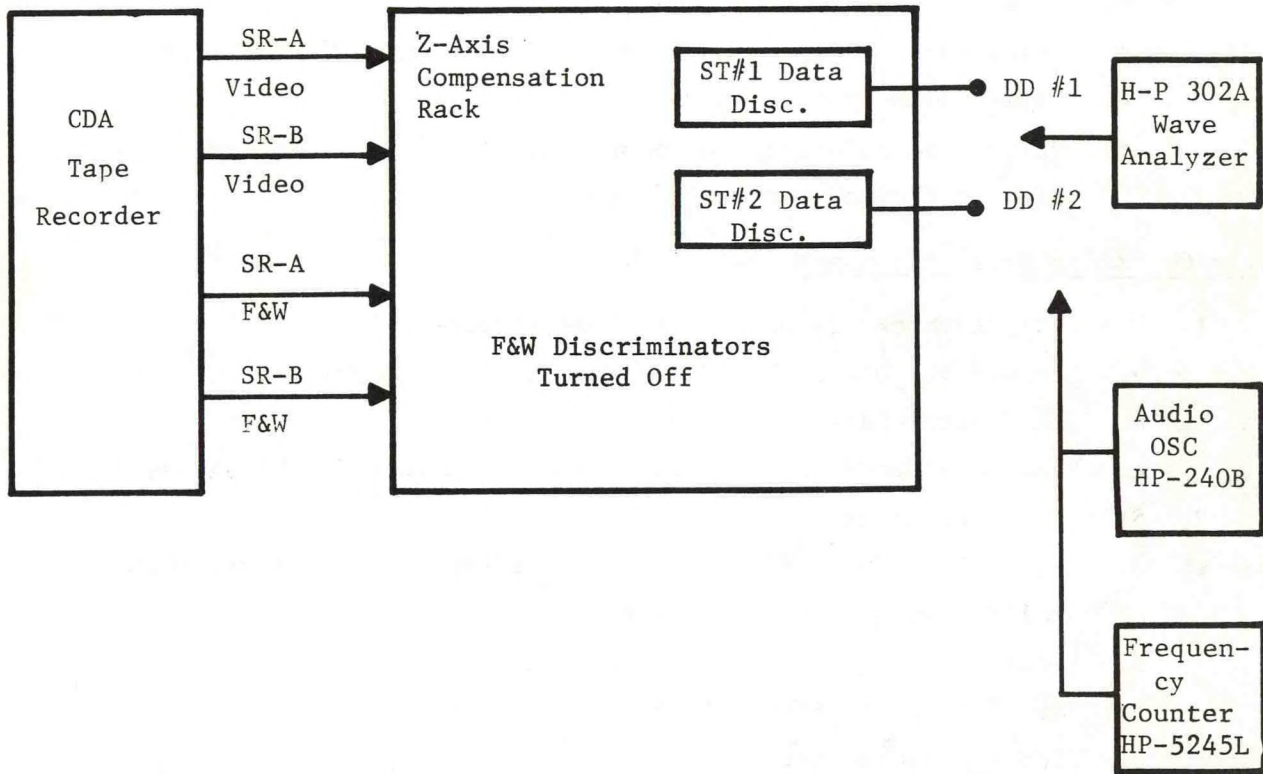 CDA
Tape
Recorder
SR-A
Video
SR-B
Video
SR-A
F&W
SR-B
F&W
Z-Axis
Compensation
Rack
ST#1 Data
Disc.
ST#2 Data
Disc.
F&W Discriminators
Turned Off
DD #1
DD #2
H-P 302A
Wave
Analyzer
Audio
OSC
HP-240B
Frequen-
cy
Counter
HP-5245L